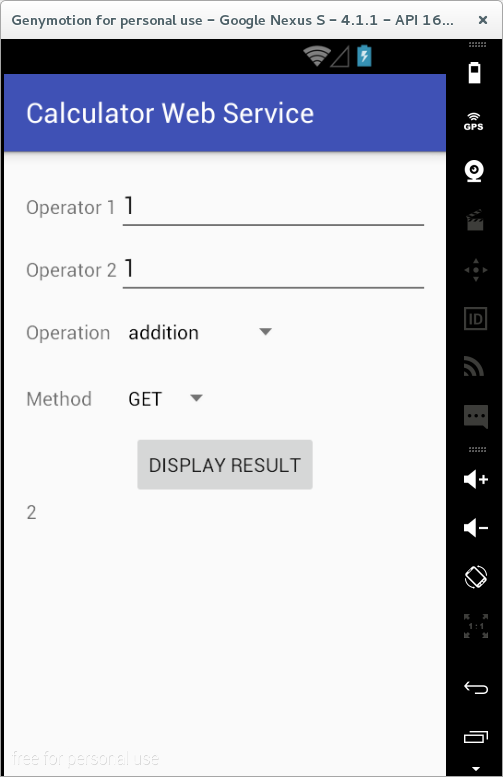 Genymotion for personal use – Google Nexus S – 4.1.1 – API 16...
GPS
Calculator Web Service
Operator 1 1
Operator 2 1
ID
Operation addition
Method GET
DISPLAY RESULT
2
1:1
free for personal use